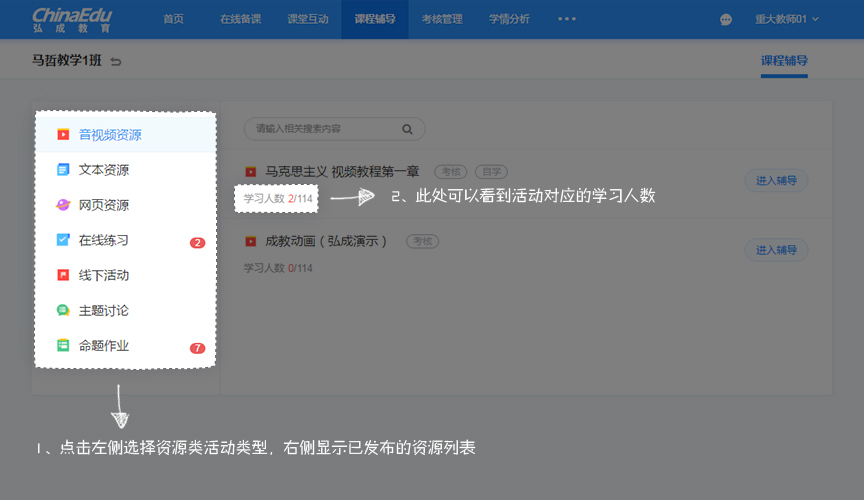 ChinaEdu
弘成教育
首页 在线备课 课堂互动 课程辅导 考核管理 学情分析 ••• 重大教师01
马哲教学1班 课程辅导
音视频资源
文本资源
网页资源
在线练习 2
线下活动
主题讨论
命题作业 7
请输入相关搜索内容
马克思主义 视频教程第一章 考核 自学
学习人数 2/114
进入辅导
2、此处可以看到活动对应的学习人数
成教动画（弘成演示） 考核
学习人数 0/114
进入辅导
1、点击左侧选择资源类活动类型，右侧显示已发布的资源列表